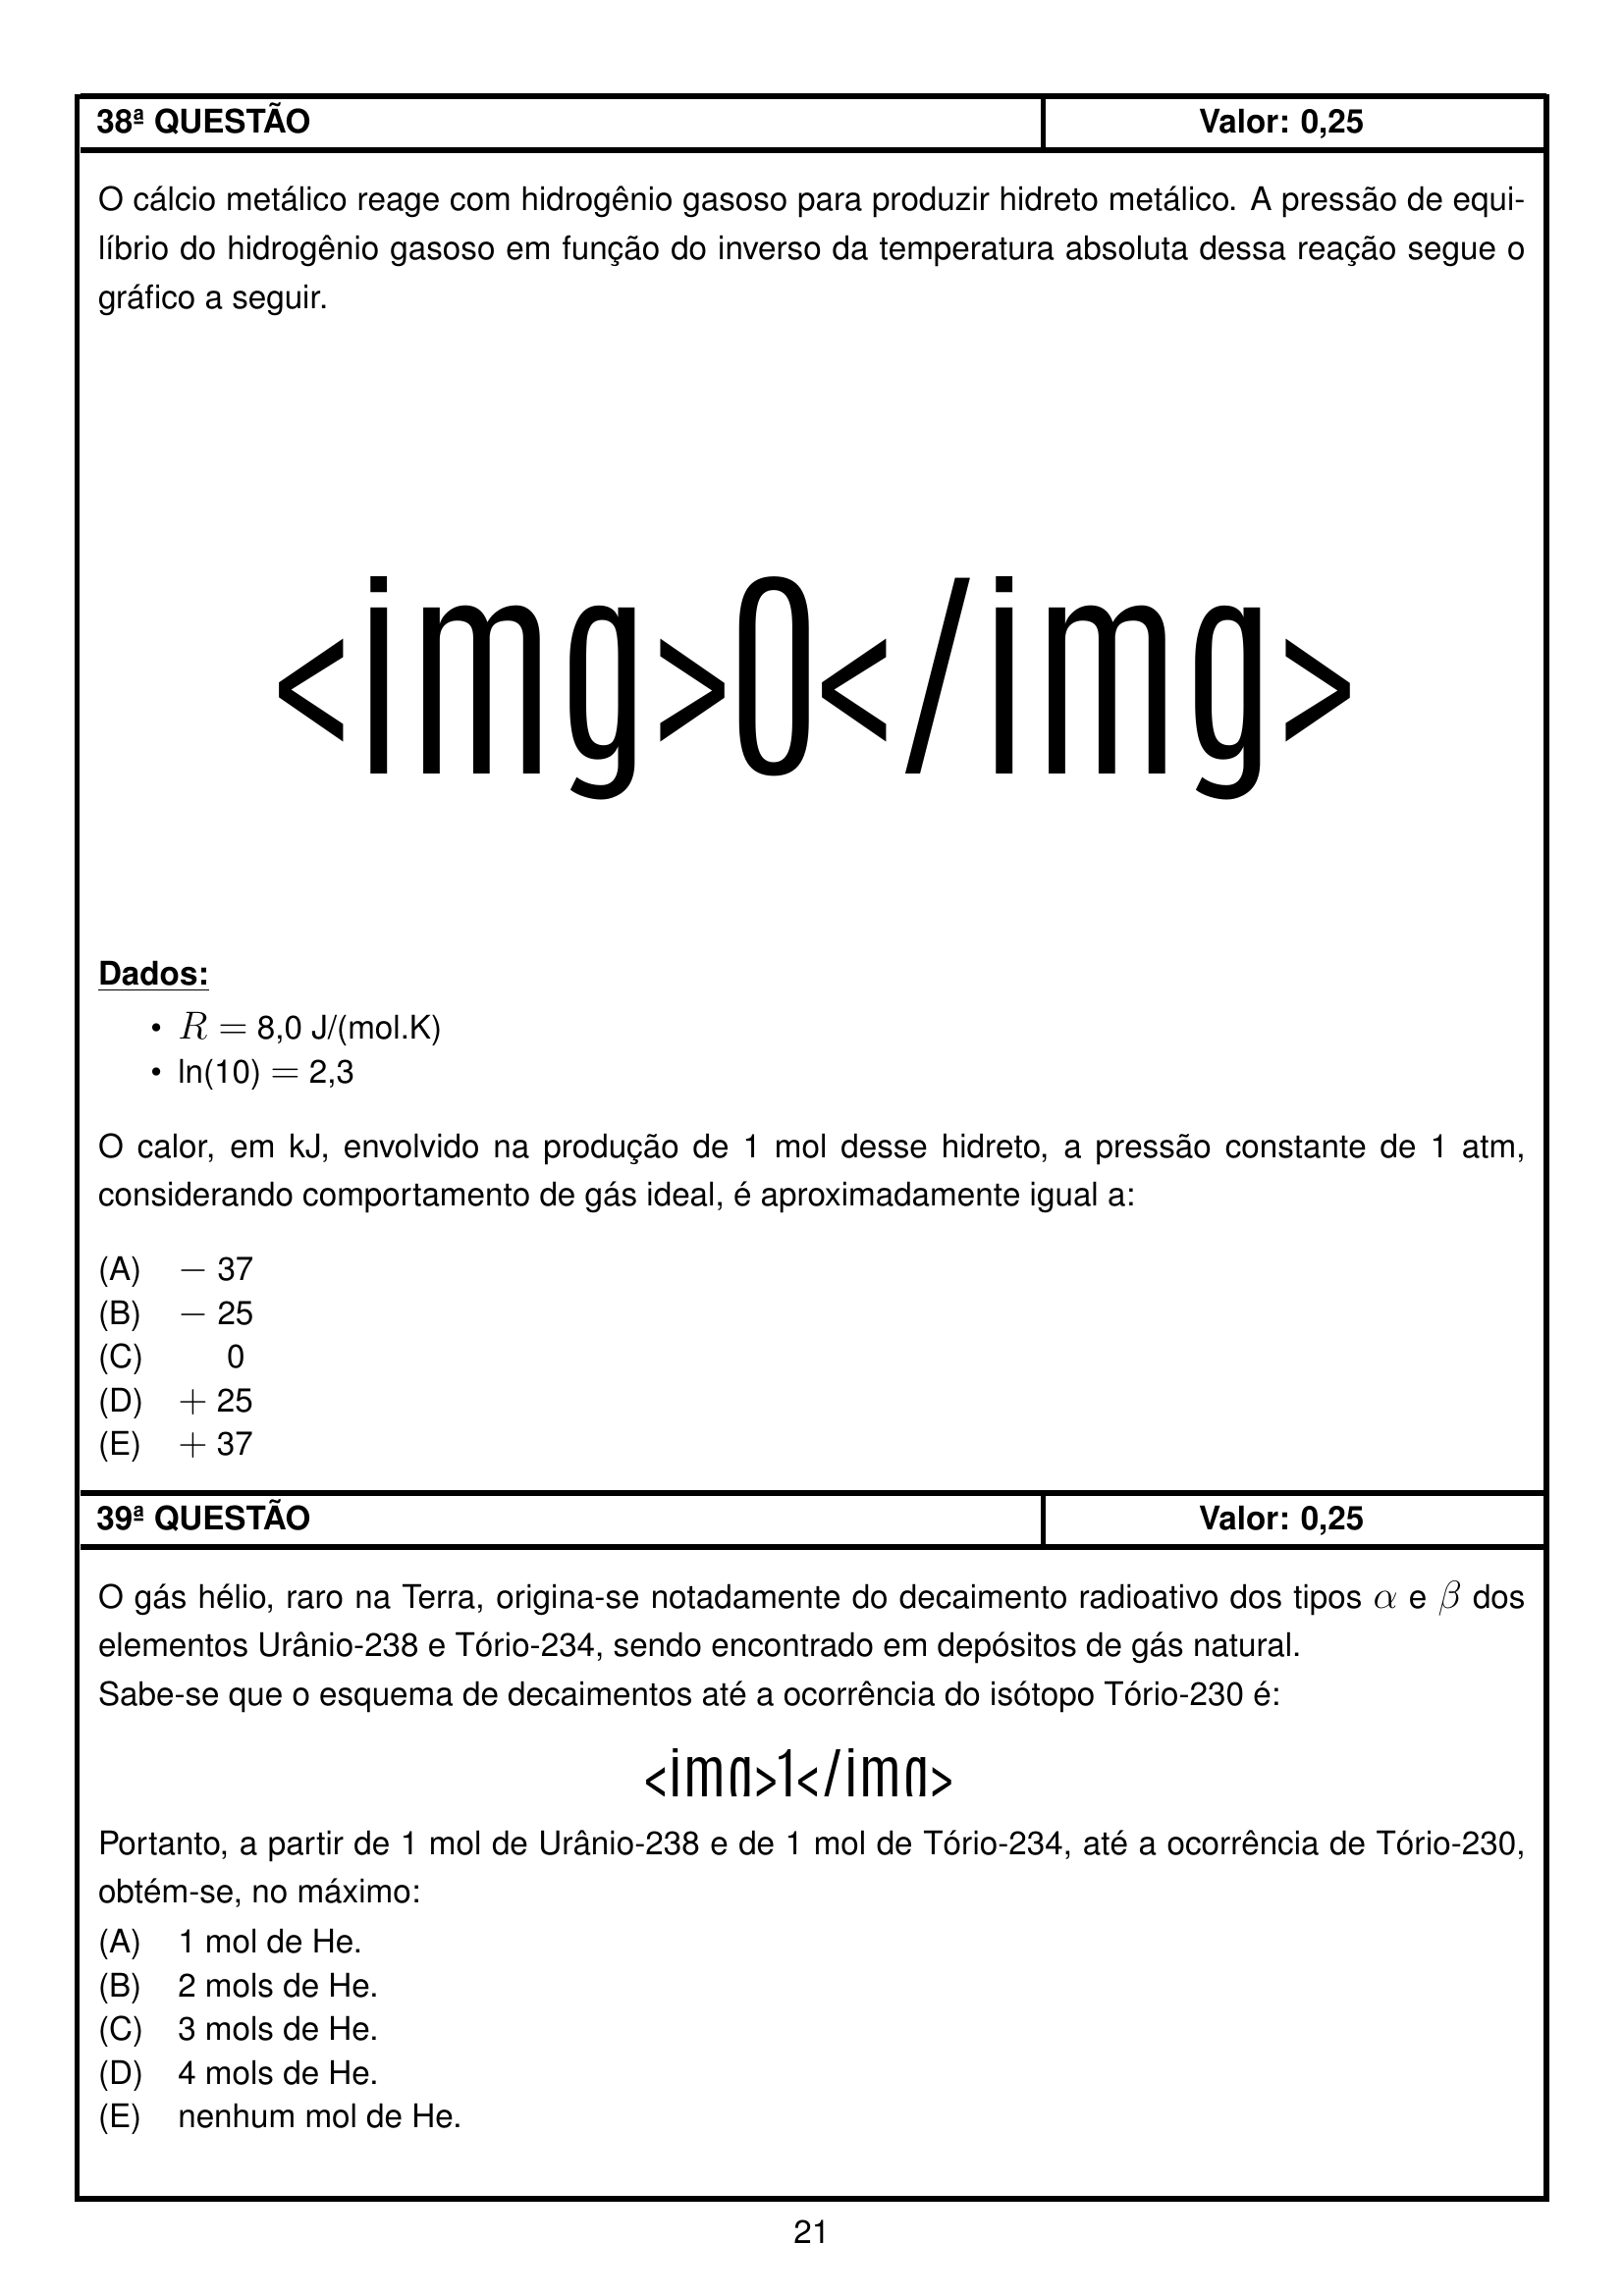 38ª QUESTÃO Valor: 0,25
O cálcio metálico reage com hidrogênio gasoso para produzir hidreto metálico. A pressão de equi-
líbrio do hidrogênio gasoso em função do inverso da temperatura absoluta dessa reação segue o
gráfico a seguir.
<img>0</img>
Dados:
• R = 8,0 J/(mol.K)
• ln(10) = 2,3
O calor, em kJ, envolvido na produção de 1 mol desse hidreto, a pressão constante de 1 atm,
considerando comportamento de gás ideal, é aproximadamente igual a:
(A) − 37
(B) − 25
(C) 0
(D) + 25
(E) + 37
39ª QUESTÃO Valor: 0,25
O gás hélio, raro na Terra, origina-se notadamente do decaimento radioativo dos tipos α e β dos
elementos Urânio-238 e Tório-234, sendo encontrado em depósitos de gás natural.
Sabe-se que o esquema de decaimentos até a ocorrência do isótopo Tório-230 é:
<img>1</img>
Portanto, a partir de 1 mol de Urânio-238 e de 1 mol de Tório-234, até a ocorrência de Tório-230,
obtém-se, no máximo:
(A) 1 mol de He.
(B) 2 mols de He.
(C) 3 mols de He.
(D) 4 mols de He.
(E) nenhum mol de He.
21